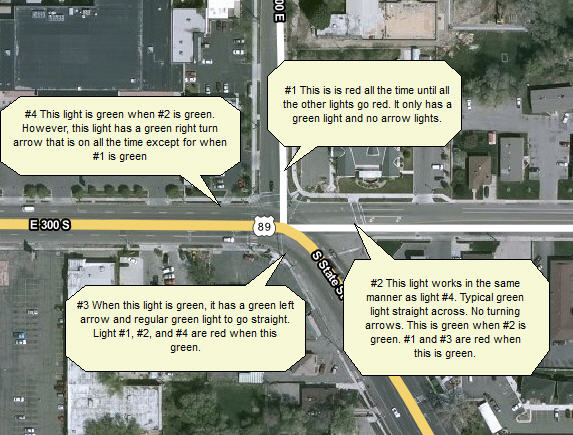 00 E
#1 This is is red all the time until all
the other lights go red. It only has a
green light and no arrow lights.
#4 This light is green when #2 is green.
However, this light has a green right turn
arrow that is on all the time except for when
#1 is green
E 300 S
89
S State St
#3 When this light is green, it has a green left
arrow and regular green light to go straight.
Light #1, #2, and #4 are red when this
green.
#2 This light works in the same
manner as light #4. Typical green
light straight across. No turning
arrows. This is green when #2 is
green. #1 and #3 are red when
this is green.